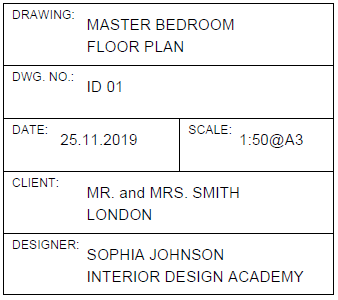 DRAWING:
MASTER BEDROOM
FLOOR PLAN
DWG. NO.:
ID 01
DATE:
25.11.2019
SCALE:
1:50@A3
CLIENT:
MR. and MRS. SMITH
LONDON
DESIGNER:
SOPHIA JOHNSON
INTERIOR DESIGN ACADEMY